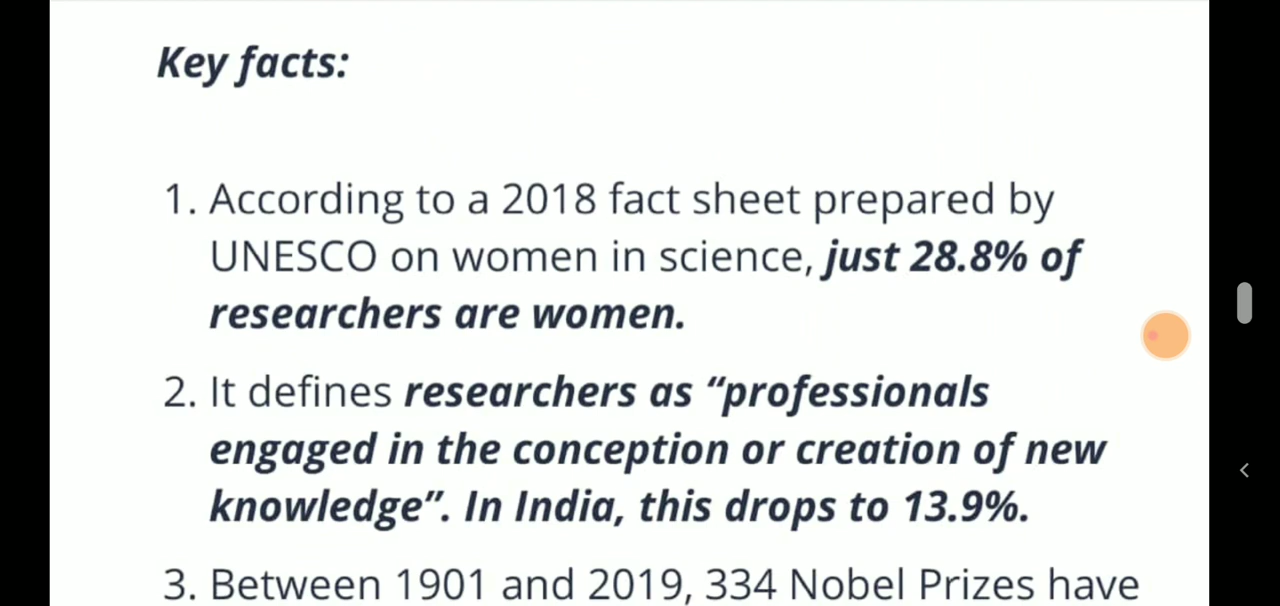 Key facts:
1. According to a 2018 fact sheet prepared by
UNESCO on women in science, just 28.8% of
researchers are women.
2. It defines researchers as “professionals
engaged in the conception or creation of new
knowledge”. In India, this drops to 13.9%.
3. Between 1901 and 2019, 334 Nobel Prizes have